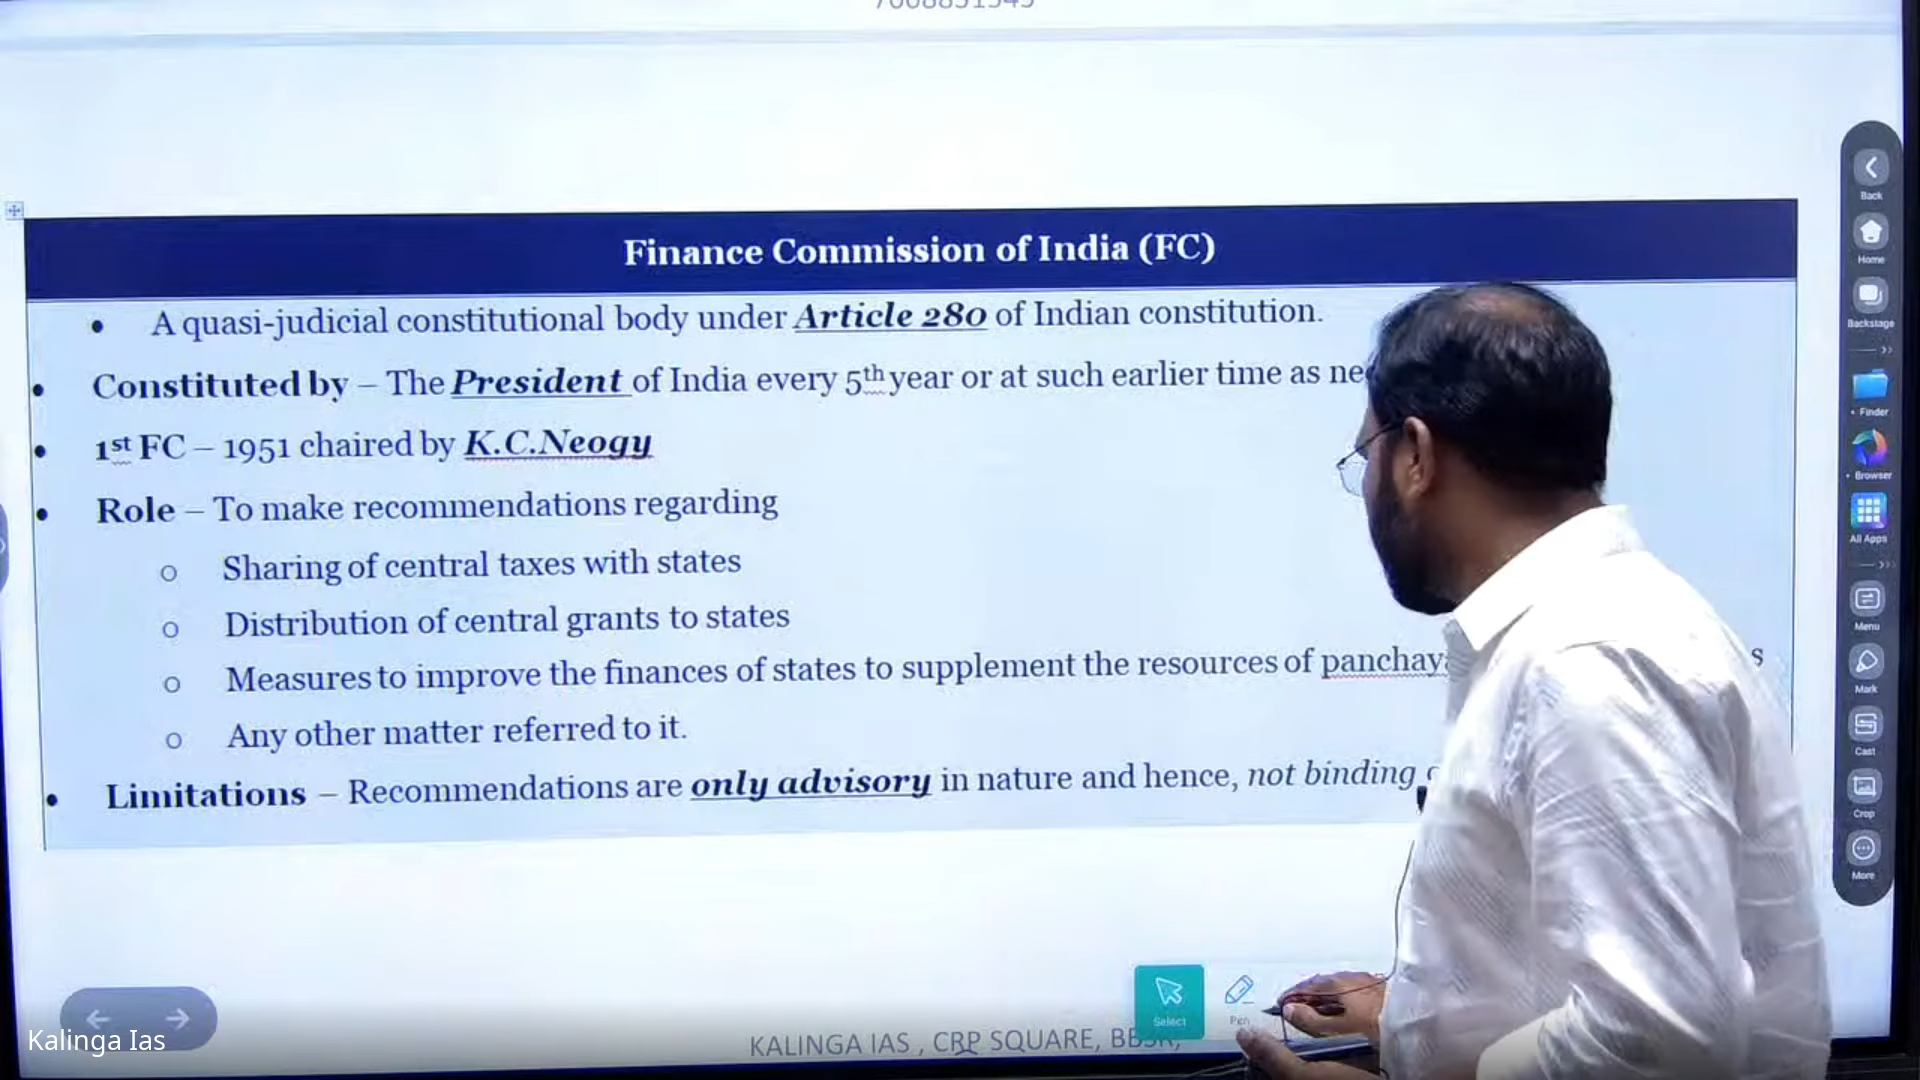 Finance Commission of India (FC)
• A quasi-judicial constitutional body under Article 280 of Indian constitution.
• Constituted by – The President of India every 5th year or at such earlier time as
• 1st FC – 1951 chaired by K.C.Neogy
• Role – To make recommendations regarding
o Sharing of central taxes with states
o Distribution of central grants to states
o Measures to improve the finances of states to supplement the resources of
o Any other matter referred to it.
• Limitations – Recommendations are only advisory in nature and hence, not binding
Back
Home
Backstage
• Finder
• Browser
All Apps
Menu
Mark
Cast
Crop
More
Select
Pen
Kalinga Ias
KALINGA IAS , CRP SQUARE,